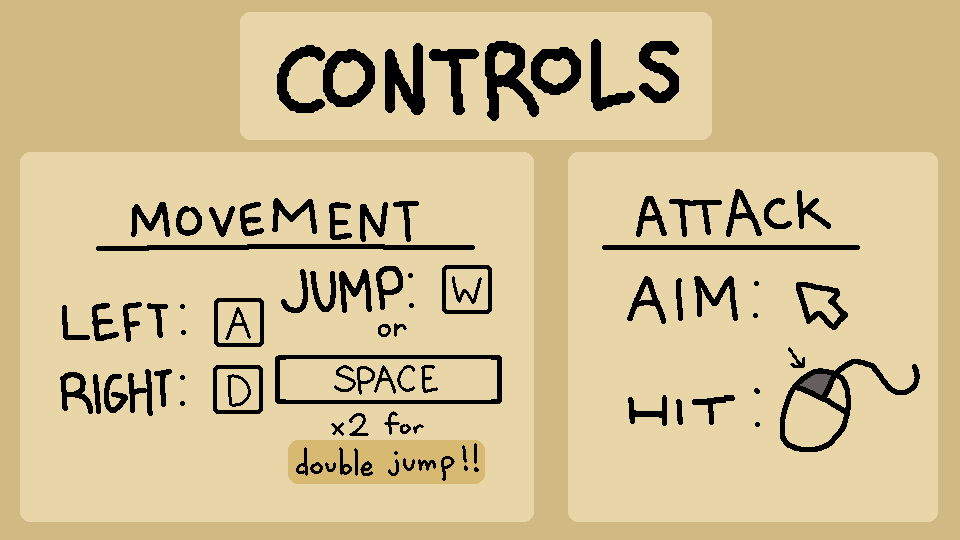 CONTROLS
MOVEMENT
LEFT: A
RIGHT: D
JUMP: W
or
SPACE
x2 for
double jump!!
ATTACK
AIM:
HIT: